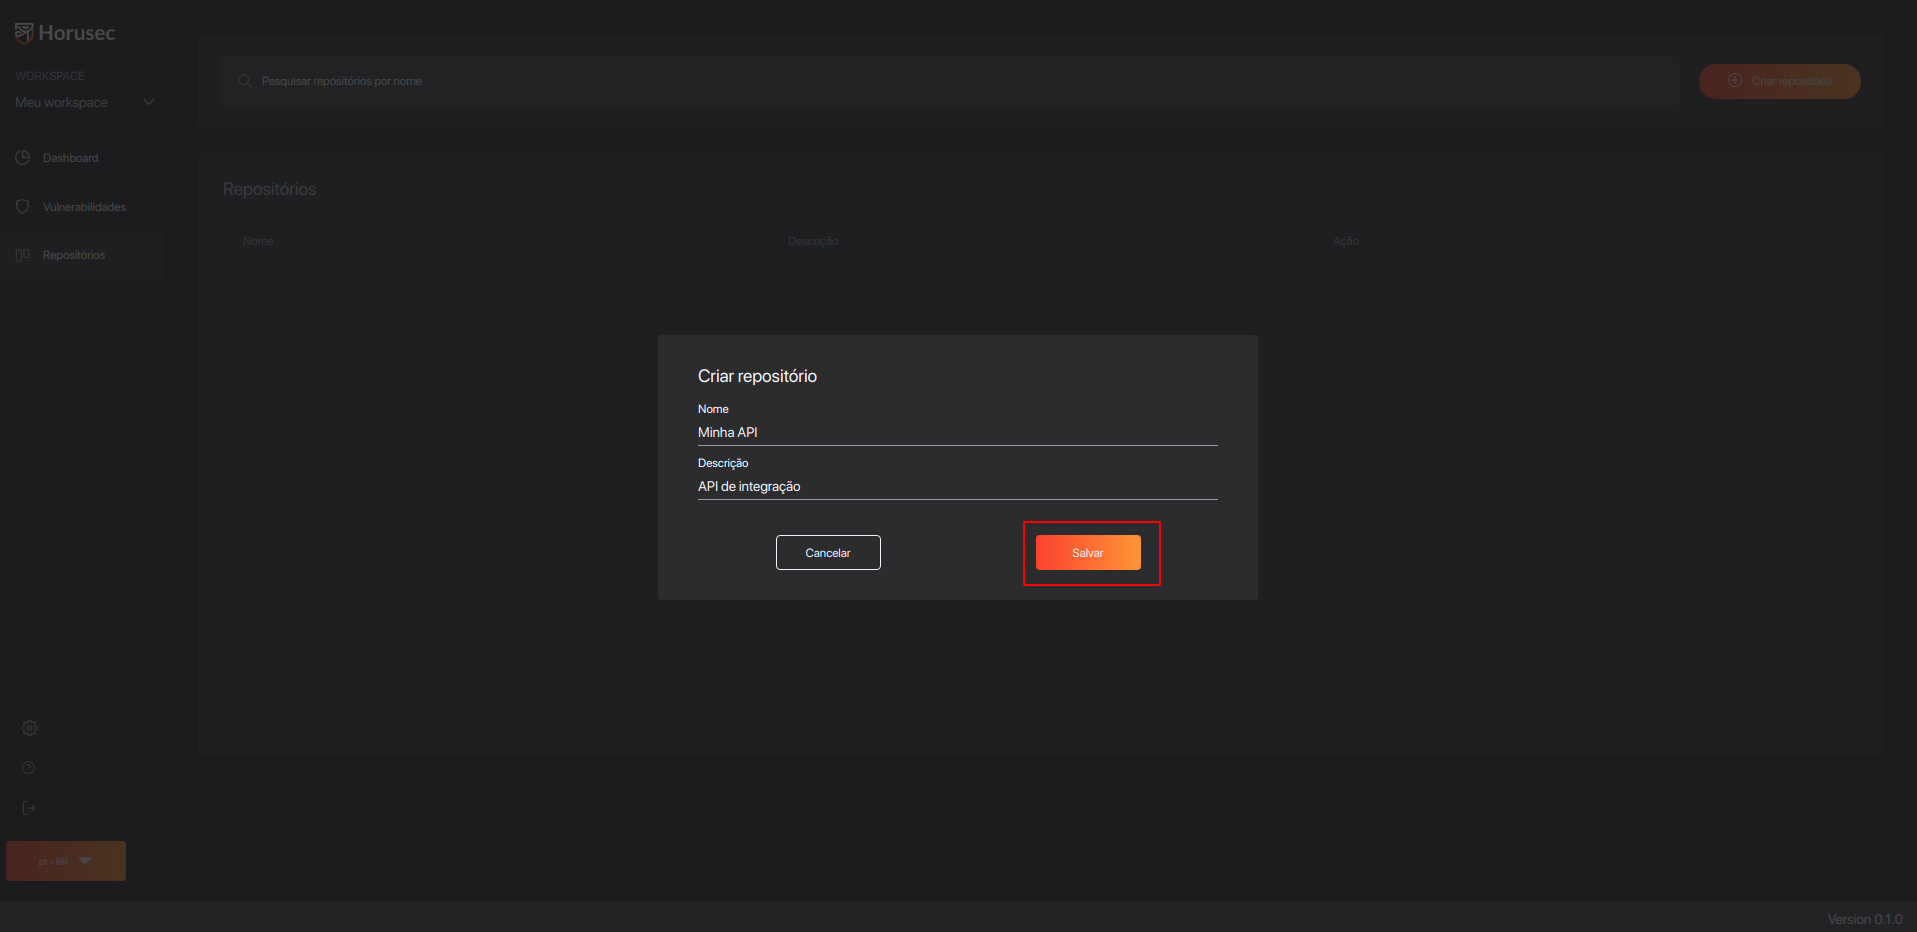 Horusec
WORKSPACE
Meu workspace
Dashboard
Vulnerabilidades
Repositórios
Pesquisar repositórios por nome
Criar repositório
Repositórios
Nome
Descrição
Ação
Criar repositório
Nome
Minha API
Descrição
API de integração
Cancelar
Salvar
pt - BR
Version 0.1.0